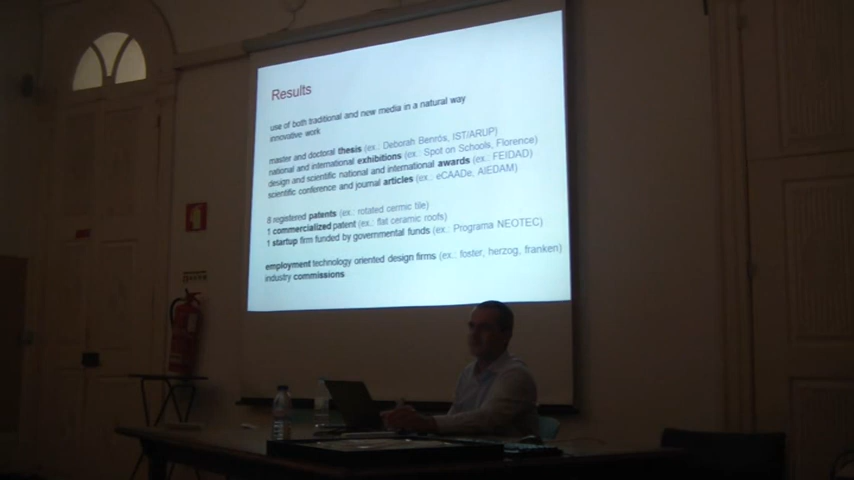 Results
use of both traditional and new media in a natural way
innovative work
master and doctoral thesis (ex.: Deborah Benrós, IST/ARUP)
national and international exhibitions (ex.: Spot on Schools, Florence)
design and scientific national and international awards (ex.: FEIDAD)
scientific conference and journal articles (ex.: eCAADe, AIEDAM)
8 registered patents (ex.: rotated cermic tile)
1 commercialized patent (ex.: flat ceramic roofs)
1 startup firm funded by governmental funds (ex.: Programa NEOTEC)
employment technology oriented design firms (ex.: foster, herzog, franken)
industry commissions